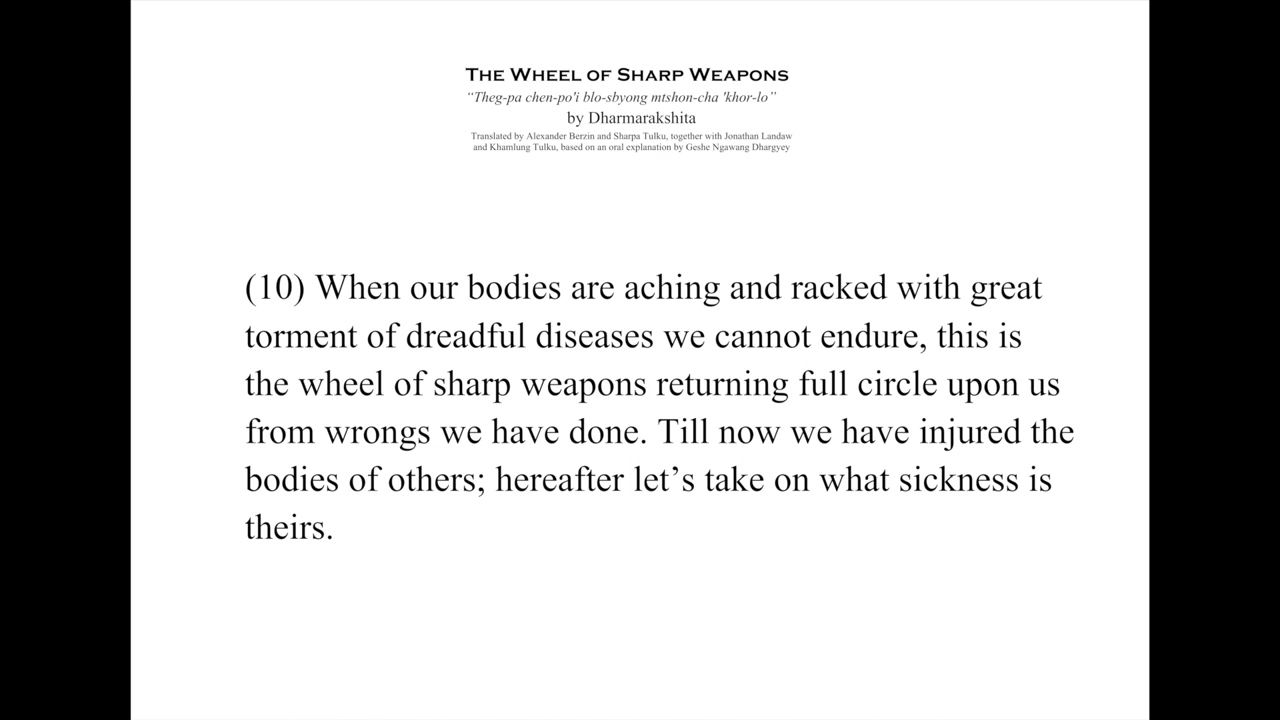 THE WHEEL OF SHARP WEAPONS
“Theg-pa chen-po'i blo-sbyong mtshon-cha 'khor-lo”
by Dharmarakshita
Translated by Alexander Berzin and Sharpa Tulku, together with Jonathan Landaw
and Khamlung Tulku, based on an oral explanation by Geshe Ngawang Dhargyey
(10) When our bodies are aching and racked with great
torment of dreadful diseases we cannot endure, this is
the wheel of sharp weapons returning full circle upon us
from wrongs we have done. Till now we have injured the
bodies of others; hereafter let’s take on what sickness is
theirs.